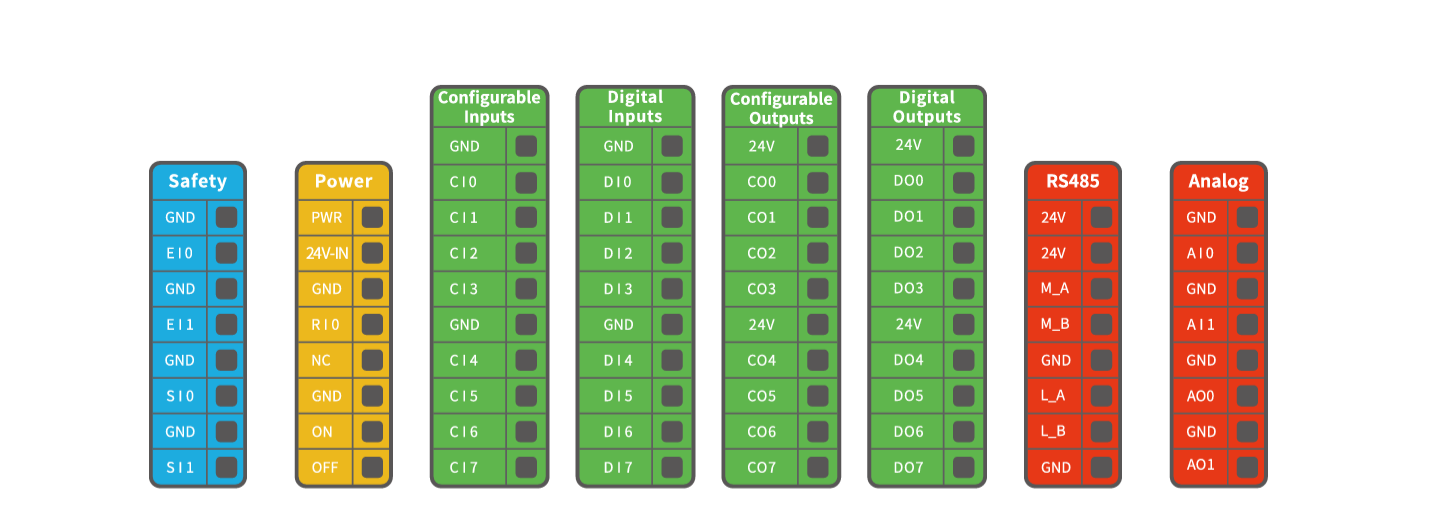 Safety
GND
EI0
GND
EI1
GND
SI0
GND
SI1
Power
PWR
24V-IN
GND
RI0
NC
GND
ON
OFF
Configurable
Inputs
GND
CI0
CI1
CI2
CI3
GND
CI4
CI5
CI6
CI7
Digital
Inputs
GND
DI0
DI1
DI2
DI3
GND
DI4
DI5
DI6
DI7
Configurable
Outputs
24V
CO0
CO1
CO2
CO3
24V
CO4
CO5
CO6
CO7
Digital
Outputs
24V
DO0
DO1
DO2
DO3
24V
DO4
DO5
DO6
DO7
RS485
24V
24V
M_A
M_B
GND
L_A
L_B
GND
Analog
GND
AI0
GND
AI1
GND
AO0
GND
AO1